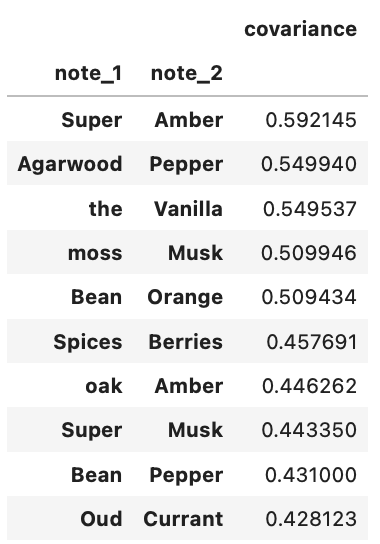 covariance
note_1 note_2
Super Amber 0.592145
Agarwood Pepper 0.549940
the Vanilla 0.549537
moss Musk 0.509946
Bean Orange 0.509434
Spices Berries 0.457691
oak Amber 0.446262
Super Musk 0.443350
Bean Pepper 0.431000
Oud Currant 0.428123